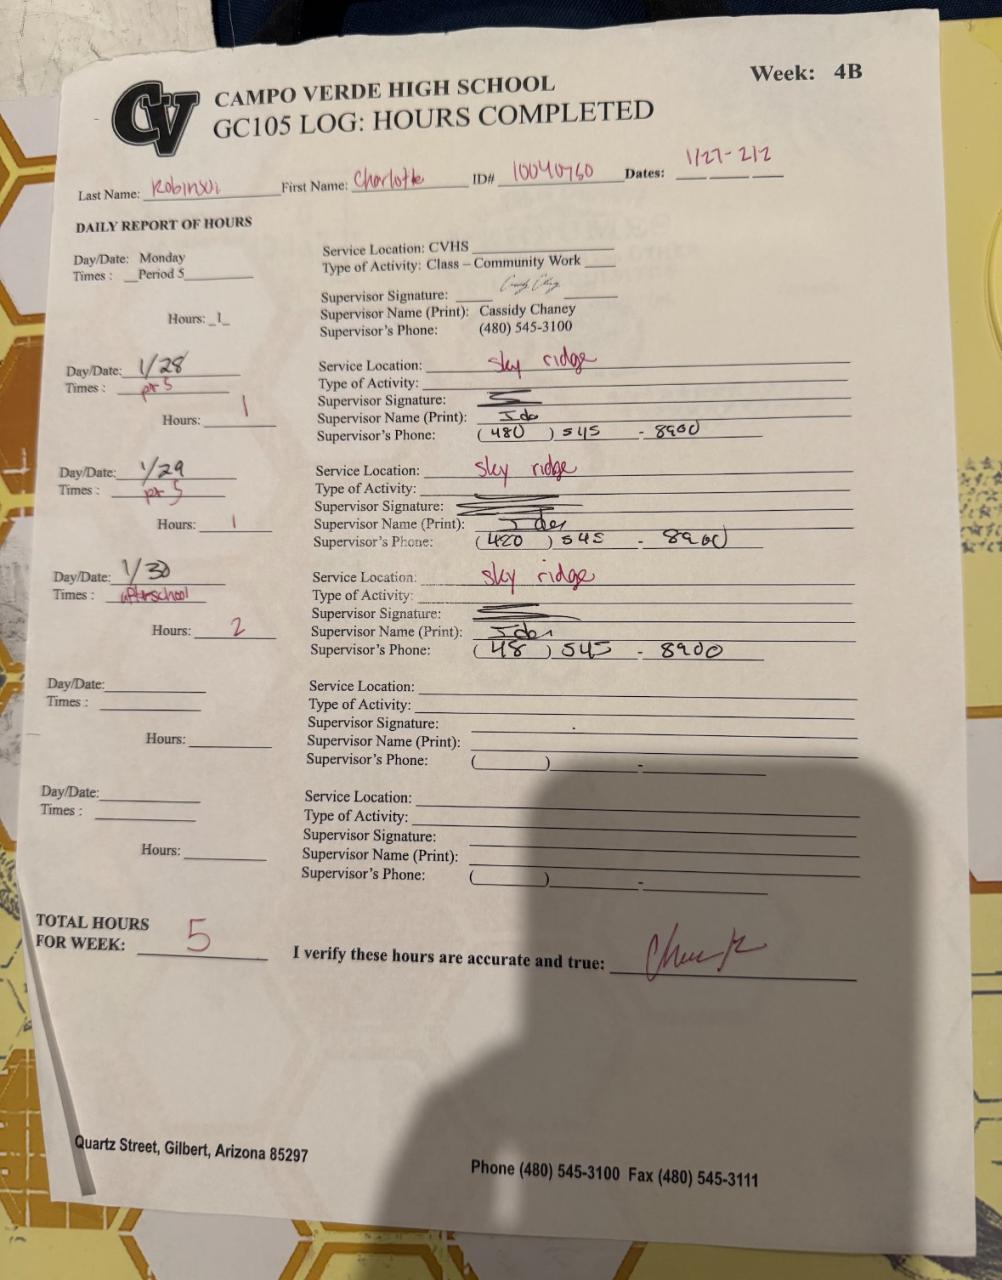 Week: 4B
CV
CAMPO VERDE HIGH SCHOOL
GC105 LOG: HOURS COMPLETED
Last Name: Robinson First Name: Charlotte ID# 10040760 Dates: 1/27-2/2
DAILY REPORT OF HOURS
Day/Date: Monday
Times : Period 5
Hours: 1
Service Location: CVHS
Type of Activity: Class – Community Work
Supervisor Signature:
Supervisor Name (Print): Cassidy Chaney
Supervisor's Phone: (480) 545-3100
Day/Date: 1/28
Times : pr 5
Hours: 1
Service Location: sky ridge
Type of Activity:
Supervisor Signature:
Supervisor Name (Print):
Supervisor's Phone: (480) 545 - 8900
Day/Date: 1/29
Times : pr 5
Hours: 1
Service Location: sky ridge
Type of Activity:
Supervisor Signature:
Supervisor Name (Print):
Supervisor's Phone: (480) 545 - 8900
Day/Date: 1/30
Times : afterschool
Hours: 2
Service Location: sky ridge
Type of Activity:
Supervisor Signature:
Supervisor Name (Print):
Supervisor's Phone: (48) 545 - 8900
Day/Date:
Times :
Hours:
Service Location:
Type of Activity:
Supervisor Signature:
Supervisor Name (Print):
Supervisor's Phone: ( ) -
Day/Date:
Times :
Hours:
Service Location:
Type of Activity:
Supervisor Signature:
Supervisor Name (Print):
Supervisor's Phone: ( ) -
TOTAL HOURS
FOR WEEK: 5
I verify these hours are accurate and true:
Quartz Street, Gilbert, Arizona 85297
Phone (480) 545-3100 Fax (480) 545-3111